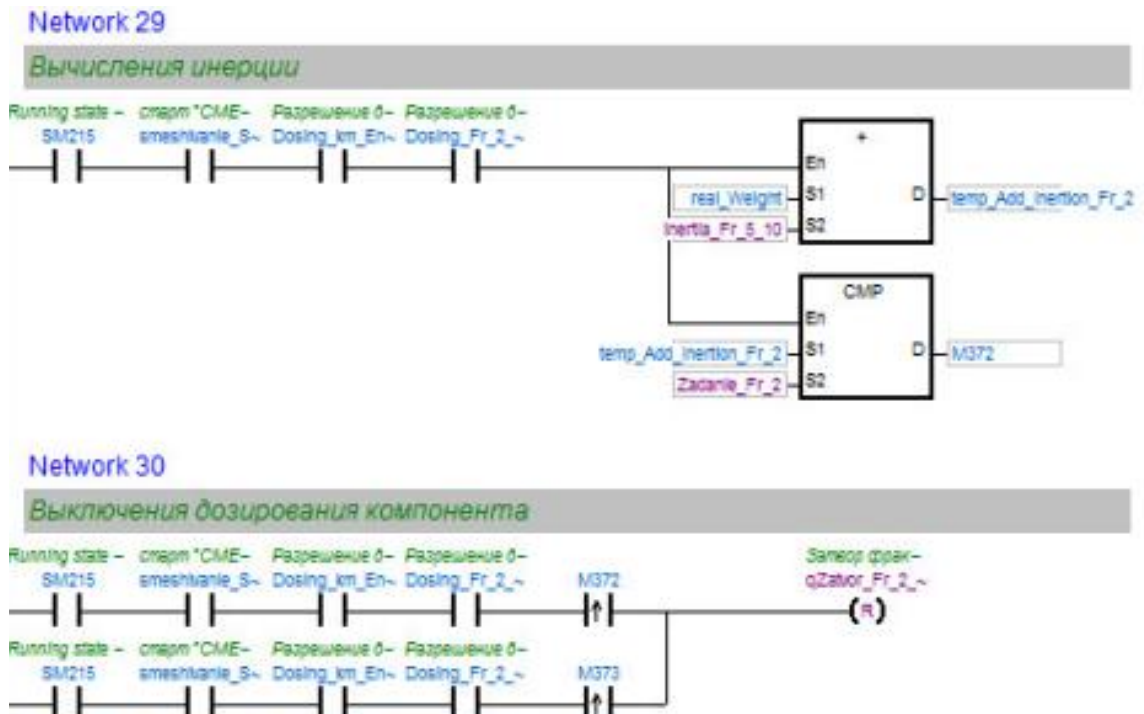 Network 29
Вычисления инерции
Running state ~ старт "СМЕ~ Разрешение д~ Разрешение д~
SM215 smeshivanie_S~ Dosing_km_En~ Dosing_Fr_2_~
+
En
real_Weight S1 D temp_Add_Inertion_Fr_2
Inertia_Fr_5_10 S2
CMP
En
temp_Add_Inertion_Fr_2 S1 D M372
Zadanie_Fr_2 S2
Network 30
Выключения дозирования компонента
Running state ~ старт "СМЕ~ Разрешение д~ Разрешение д~ Затвор фрак~
SM215 smeshivanie_S~ Dosing_km_En~ Dosing_Fr_2_~ M372 qZatvor_Fr_2_~
R
Running state ~ старт "СМЕ~ Разрешение д~ Разрешение д~
SM215 smeshivanie_S~ Dosing_km_En~ Dosing_Fr_2_~ M373